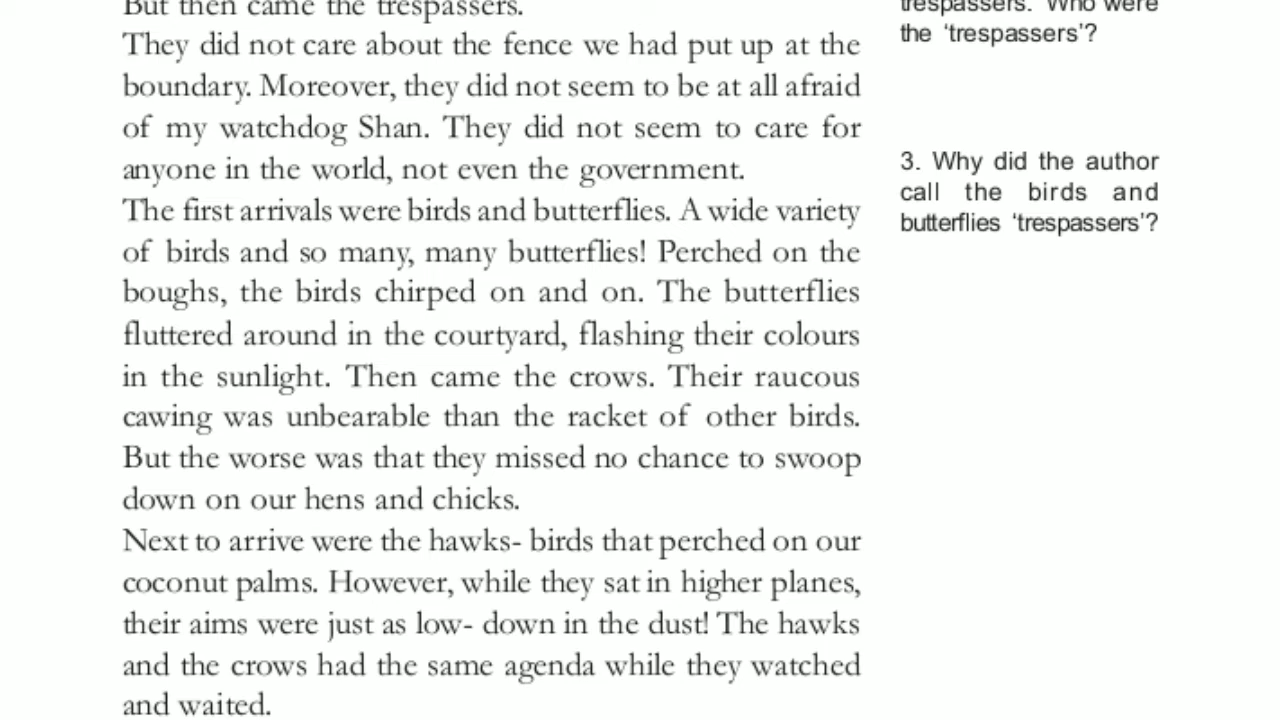 But then came the trespassers.
They did not care about the fence we had put up at the
boundary. Moreover, they did not seem to be at all afraid
of my watchdog Shan. They did not seem to care for
anyone in the world, not even the government.
The first arrivals were birds and butterflies. A wide variety
of birds and so many, many butterflies! Perched on the
boughs, the birds chirped on and on. The butterflies
fluttered around in the courtyard, flashing their colours
in the sunlight. Then came the crows. Their raucous
cawing was unbearable than the racket of other birds.
But the worse was that they missed no chance to swoop
down on our hens and chicks.
Next to arrive were the hawks- birds that perched on our
coconut palms. However, while they sat in higher planes,
their aims were just as low- down in the dust! The hawks
and the crows had the same agenda while they watched
and waited.
trespassers. Who were
the ‘trespassers’?
3. Why did the author
call the birds and
butterflies ‘trespassers’?